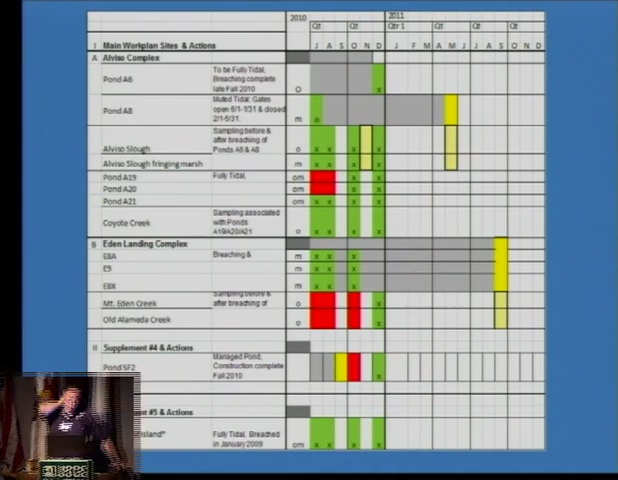 2010 2011
Qt Qt Qtr 1 Qt Qt Qt
I Main Workplan Sites & Actions J A S O N D J F M A M J J A S O N D
A Alviso Complex
Pond A6 To be Fully Tidal, Breaching complete late Fall 2010 O x
Pond A8 Muted Tidal; Gates open 6/1-1/31 & closed 2/1-5/31. m o
Alviso Slough Sampling before & after breaching of Ponds A6 & A8 o x x x x
Alviso Slough fringing marsh m x x x x
Pond A19 Fully Tidal, om
Pond A20 om x
Pond A21 om x x x x
Coyote Creek Sampling associated with Ponds A19/A20/A21 o x x x x
B Eden Landing Complex
E8A Breaching & m x x x
E9 m x x x
E8X m x x x
Mt. Eden Creek Sampling before & after breaching of o x
Old Alameda Creek o x
II Supplement #4 & Actions
Pond SF2 Managed Pond, Construction complete Fall 2010 x
#5 & Actions
Island* Fully Tidal, Breached in January 2009 om x x x x